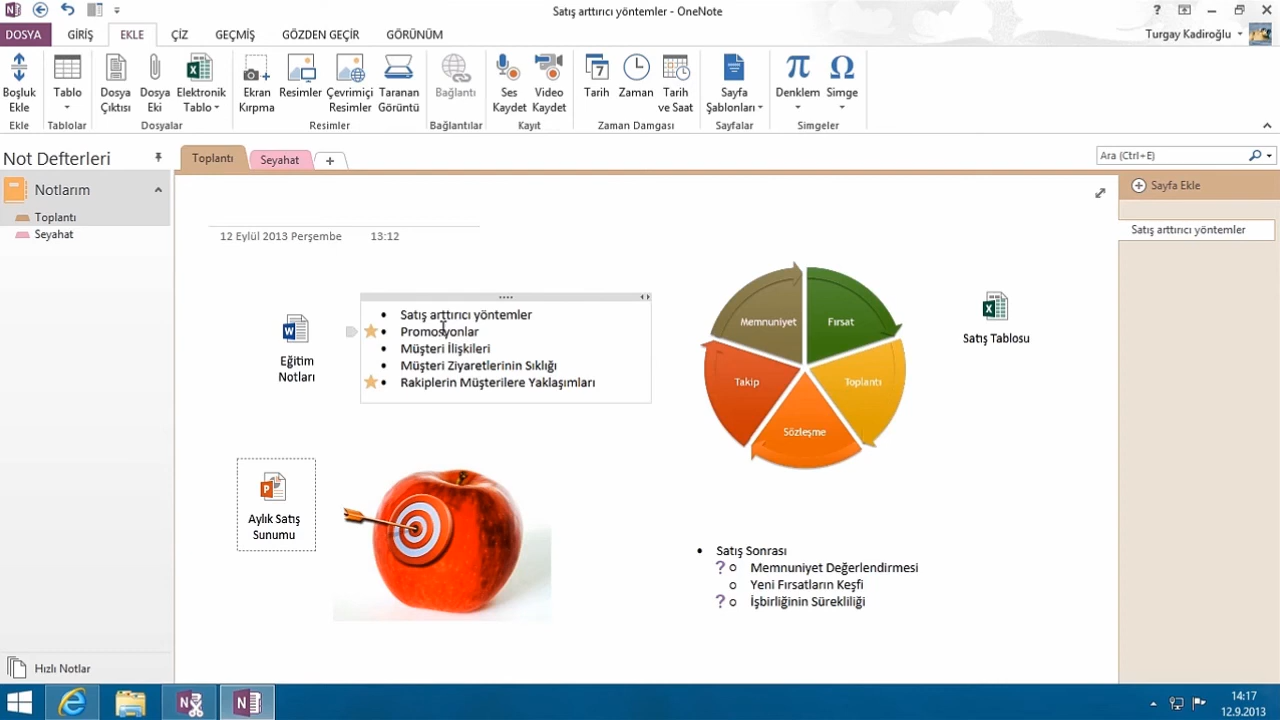 Satış arttırıcı yöntemler - OneNote
DOSYA GİRİŞ EKLE ÇİZ GEÇMİŞ GÖZDEN GEÇİR GÖRÜNÜM
Turgay Kadiroğlu
Boşluk Ekle
Tablo
Dosya Çıktısı
Dosya Eki
Elektronik Tablo
Ekran Kırpma
Resimler
Çevrimiçi Resimler
Taranan Görüntü
Bağlantı
Ses Kaydet
Video Kaydet
Tarih
Zaman
Tarih ve Saat
Sayfa Şablonları
Denklem
Simge
Ekle Tablolar Dosyalar Resimler Bağlantılar Kayıt Zaman Damgası Sayfalar Simgeler
Not Defterleri
Toplantı Seyahat
Ara (Ctrl+E)
Notlarım
Toplantı
Seyahat
Sayfa Ekle
Satış arttırıcı yöntemler
12 Eylül 2013 Perşembe 13:12
Eğitim
Notları
• Satış arttırıcı yöntemler
• Promosyonlar
• Müşteri İlişkileri
• Müşteri Ziyaretlerinin Sıklığı
• Rakiplerin Müşterilere Yaklaşımları
Memnuniyet
Fırsat
Takip
Toplantı
Sözleşme
Satış Tablosu
Aylık Satış
Sunumu
• Satış Sonrası
? o Memnuniyet Değerlendirmesi
o Yeni Fırsatların Keşfi
? o İşbirliğinin Sürekliliği
Hızlı Notlar
14:17
12.9.2013